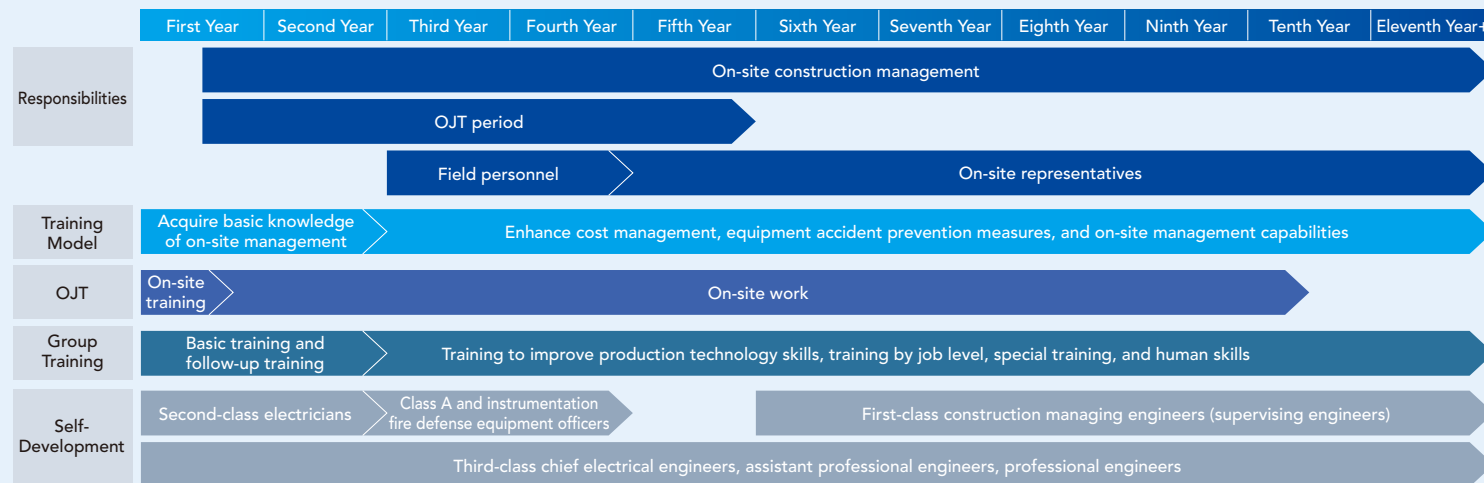 First Year
Second Year
Third Year
Fourth Year
Fifth Year
Sixth Year
Seventh Year
Eighth Year
Ninth Year
Tenth Year
Eleventh Year+
Responsibilities
On-site construction management
OJT period
Field personnel
On-site representatives
Training
Model
Acquire basic knowledge
of on-site management
Enhance cost management, equipment accident prevention measures, and on-site management capabilities
OJT
On-site
training
On-site work
Group
Training
Basic training and
follow-up training
Training to improve production technology skills, training by job level, special training, and human skills
Self-
Development
Second-class electricians
Class A and instrumentation
fire defense equipment officers
First-class construction managing engineers (supervising engineers)
Third-class chief electrical engineers, assistant professional engineers, professional engineers